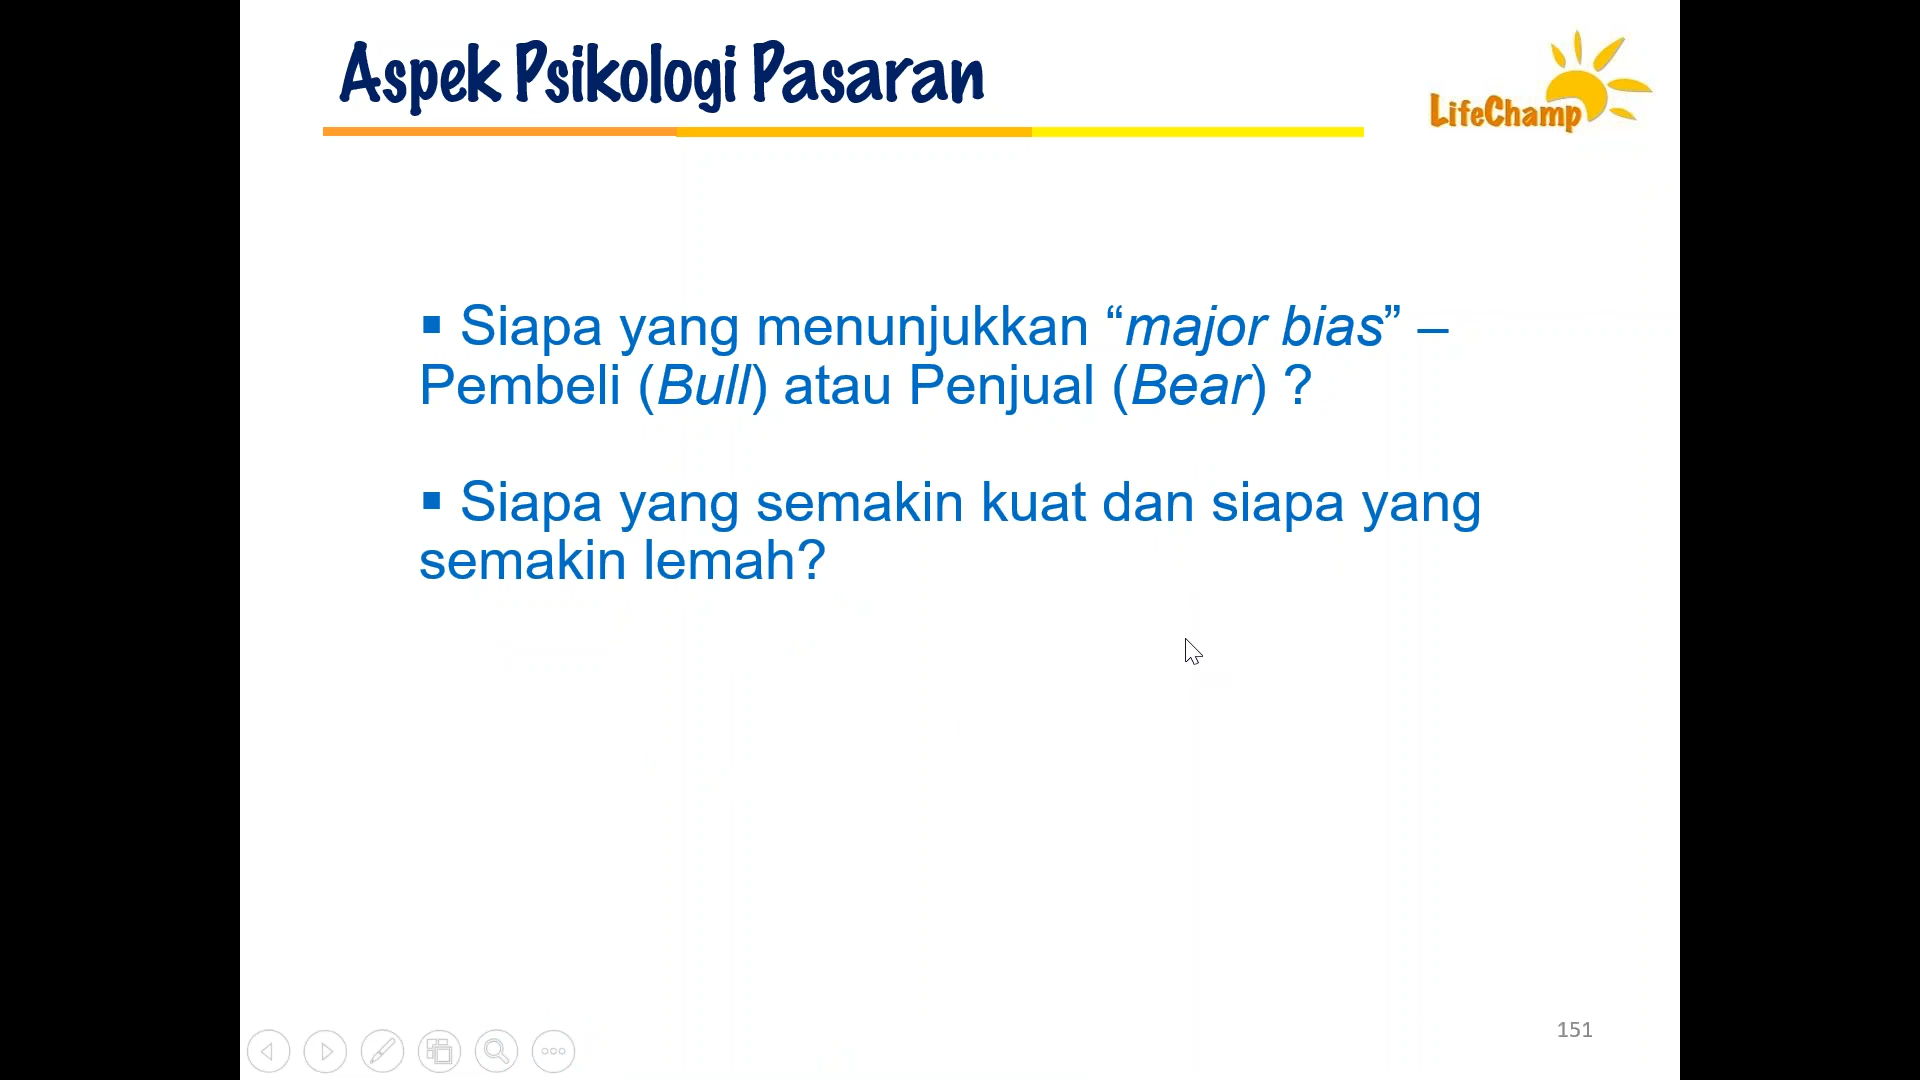 Aspek Psikologi Pasaran
LifeChamp
▪ Siapa yang menunjukkan “major bias” –
Pembeli (Bull) atau Penjual (Bear) ?
▪ Siapa yang semakin kuat dan siapa yang
semakin lemah?
151